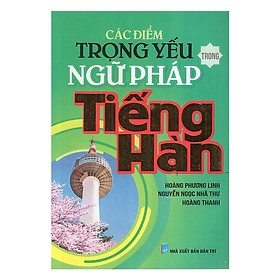 CÁC ĐIỂM
TRỌNG YẾU TRONG
NGỮ PHÁP
Tiếng
Hàn
HOÀNG PHƯƠNG LINH
NGUYỄN NGỌC NHÃ THƯ
HOÀNG THANH
NHÀ XUẤT BẢN DÂN TRÍ